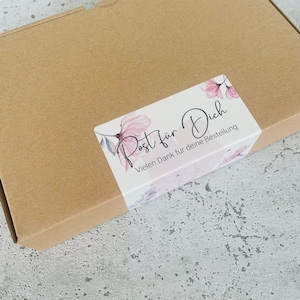 Post für Dich
Vielen Dank für deine Bestellung